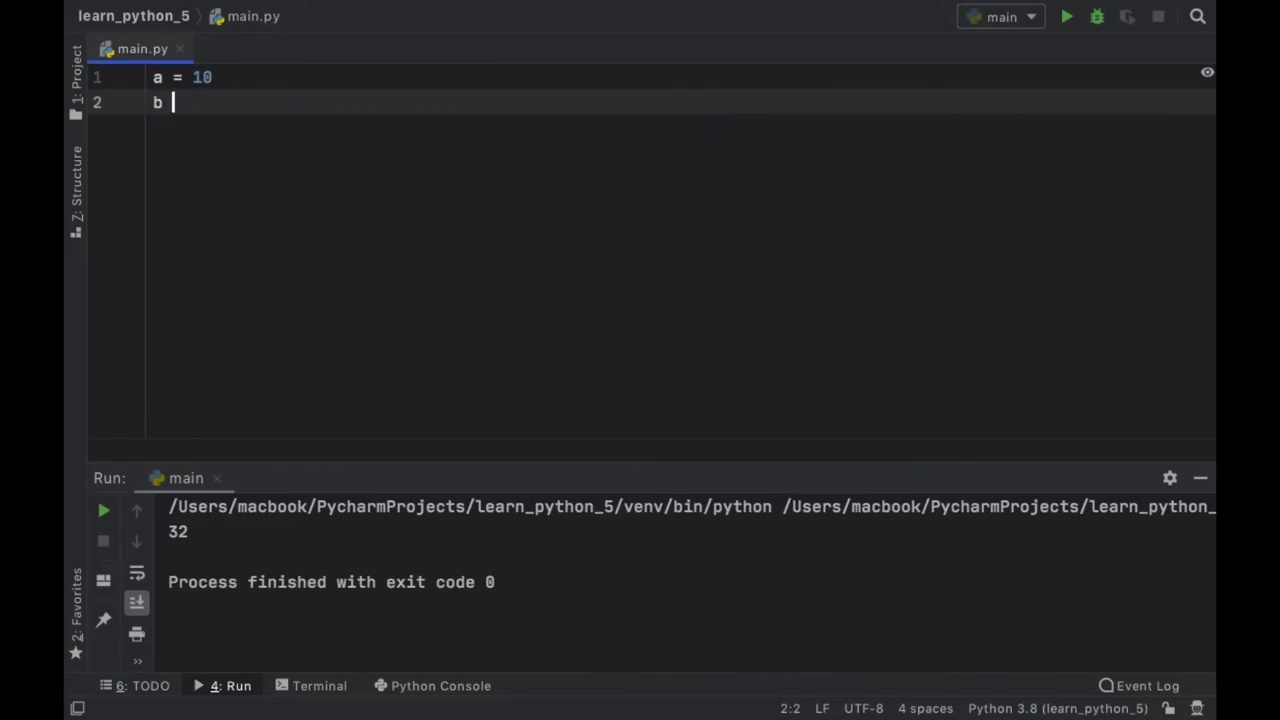 learn_python_5 main.py main
main.py
1: Project
7: Structure
2: Favorites
1 a = 10
2 b
Run: main
/Users/macbook/PycharmProjects/learn_python_5/venv/bin/python /Users/macbook/PycharmProjects/learn_python_
32
Process finished with exit code 0
6: TODO 4: Run Terminal Python Console Event Log
2:2 LF UTF-8 4 spaces Python 3.8 (learn_python_5)